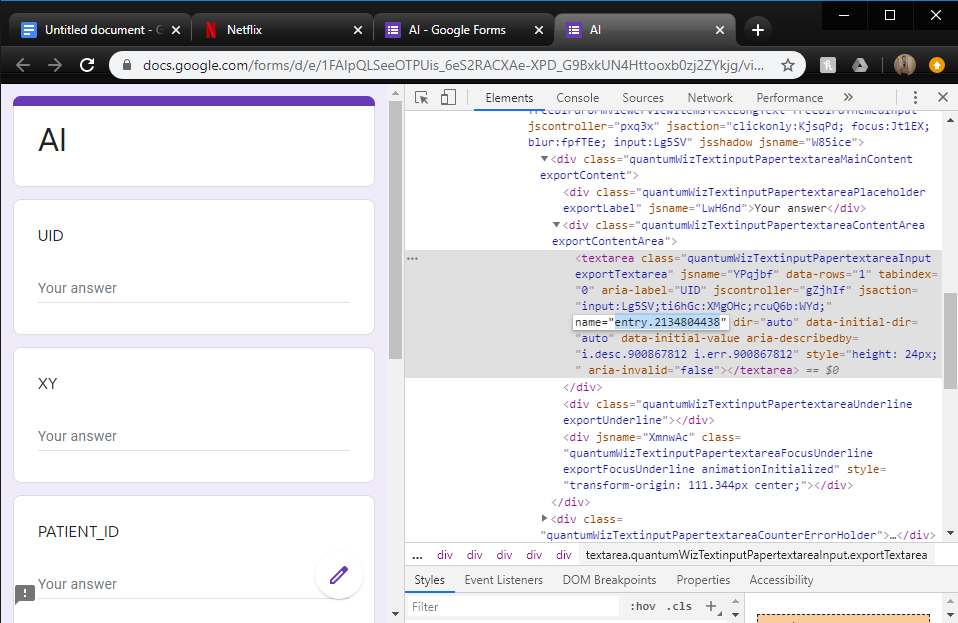 Untitled document - G
Netflix
AI - Google Forms
AI
docs.google.com/forms/d/e/1FAIpQLSeeOTPUis_6eS2RACXAe-XPD_G9BxkUN4Httooxb0zj2ZYkjg/vi...
AI
UID
Your answer
XY
Your answer
PATIENT_ID
Your answer
Elements Console Sources Network Performance »
jscontroller="pxq3x" jsaction="clickonly:KjsqPd; focus:Jt1EX;
blur:fpfTEe; input:Lg5SV" jsshadow jsname="W85ice">
▼<div class="quantumWizTextinputPapertextareaMainContent
exportContent">
<div class="quantumWizTextinputPapertextareaPlaceholder
exportLabel" jsname="LwH6nd">Your answer</div>
▼<div class="quantumWizTextinputPapertextareaContentArea
exportContentArea">
... <textarea class="quantumWizTextinputPapertextareaInput
exportTextarea" jsname="YPqjbf" data-rows="1" tabindex=
"0" aria-label="UID" jscontroller="gZjhIf" jsaction=
"input:Lg5SV;ti6hGc:XMgOHc;rcuQ6b:WYd;"
name="entry.2134804438" dir="auto" data-initial-dir=
"auto" data-initial-value aria-describedby=
"i.desc.900867812 i.err.900867812" style="height: 24px;
" aria-invalid="false"></textarea> == $0
</div>
<div class="quantumWizTextinputPapertextareaUnderline
exportUnderline"></div>
<div jsname="XmnwAc" class=
"quantumWizTextinputPapertextareaFocusUnderline
exportFocusUnderline animationInitialized" style=
"transform-origin: 111.344px center;"></div>
</div>
▶<div class=
"quantumWizTextinputPapertextareaCounterErrorHolder">…</div>
... div div div div div textarea.quantumWizTextinputPapertextareaInput.exportTextarea
Styles Event Listeners DOM Breakpoints Properties Accessibility
Filter :hov .cls +